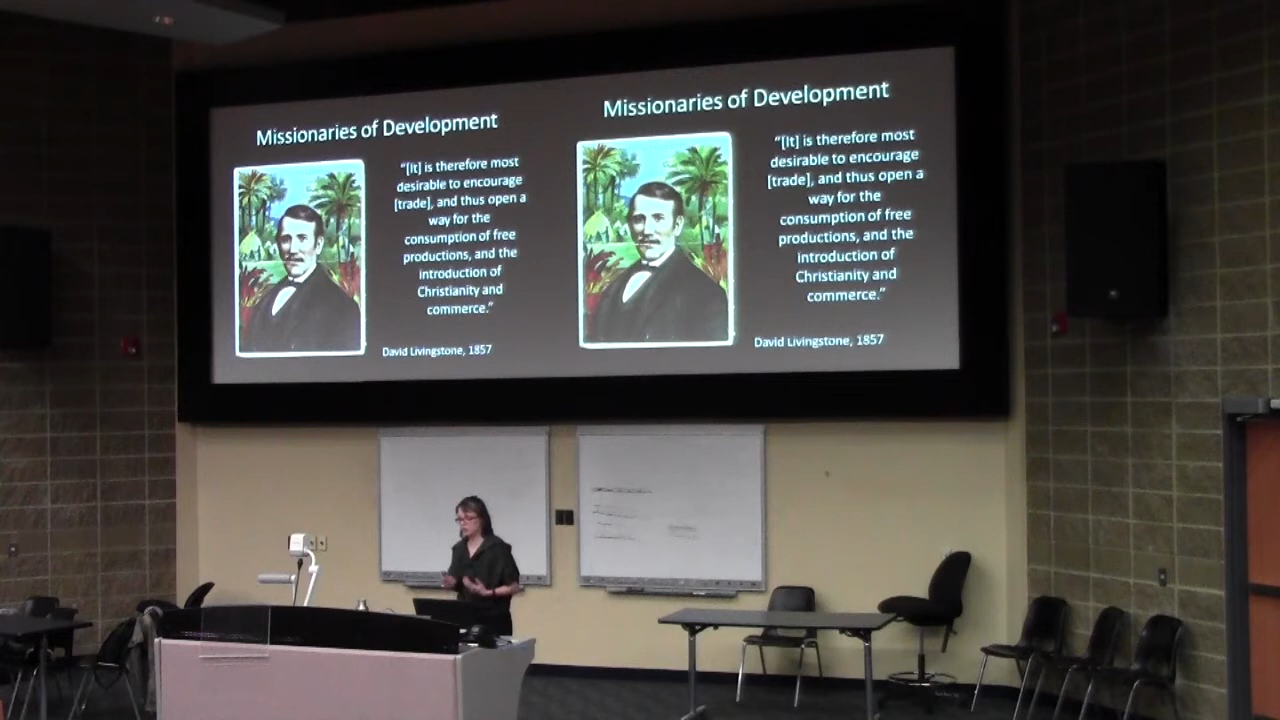 Missionaries of Development
“[It] is therefore most
desirable to encourage
[trade], and thus open a
way for the
consumption of free
productions, and the
introduction of
Christianity and
commerce.”
David Livingstone, 1857
Missionaries of Development
“[It] is therefore most
desirable to encourage
[trade], and thus open a
way for the
consumption of free
productions, and the
introduction of
Christianity and
commerce.”
David Livingstone, 1857